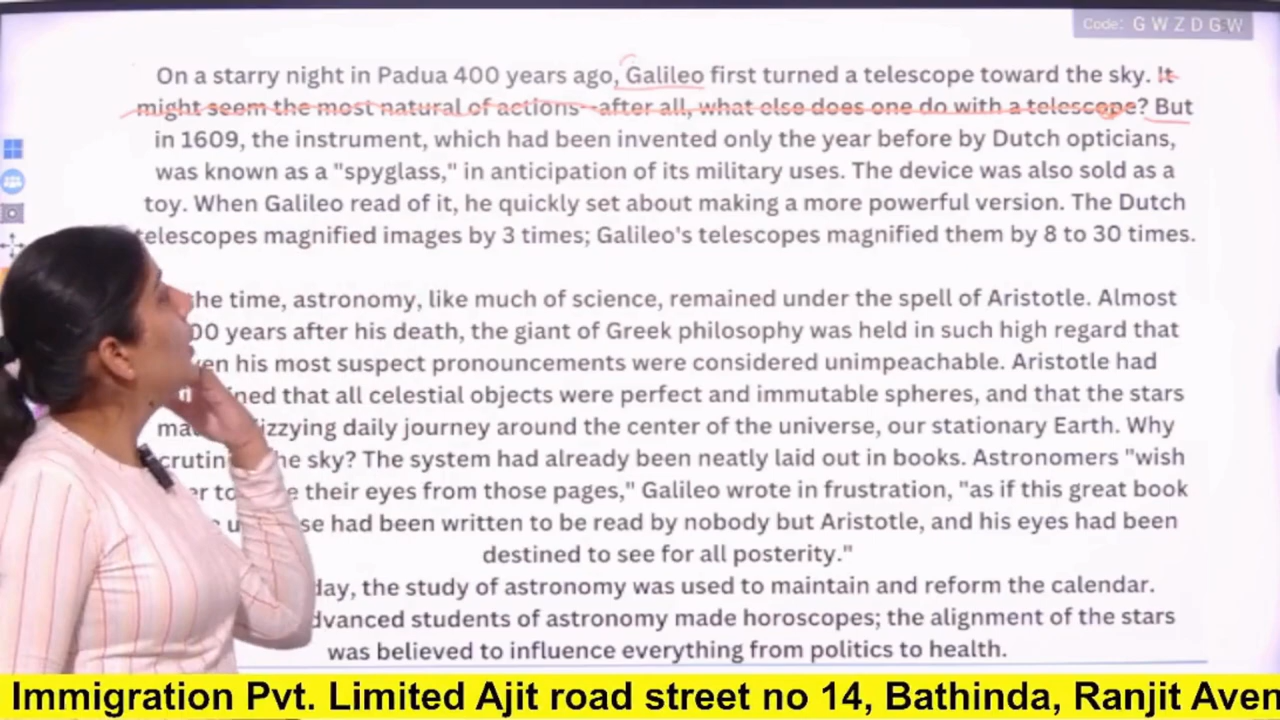 Code: G W Z D G W
On a starry night in Padua 400 years ago, Galileo first turned a telescope toward the sky. It
might seem the most natural of actions--after all, what else does one do with a telescope? But
in 1609, the instrument, which had been invented only the year before by Dutch opticians,
was known as a "spyglass," in anticipation of its military uses. The device was also sold as a
toy. When Galileo read of it, he quickly set about making a more powerful version. The Dutch
telescopes magnified images by 3 times; Galileo's telescopes magnified them by 8 to 30 times.
the time, astronomy, like much of science, remained under the spell of Aristotle. Almost
00 years after his death, the giant of Greek philosophy was held in such high regard that
en his most suspect pronouncements were considered unimpeachable. Aristotle had
ned that all celestial objects were perfect and immutable spheres, and that the stars
ma izzying daily journey around the center of the universe, our stationary Earth. Why
crutin he sky? The system had already been neatly laid out in books. Astronomers "wish
er to e their eyes from those pages," Galileo wrote in frustration, "as if this great book
u se had been written to be read by nobody but Aristotle, and his eyes had been
destined to see for all posterity."
day, the study of astronomy was used to maintain and reform the calendar.
dvanced students of astronomy made horoscopes; the alignment of the stars
was believed to influence everything from politics to health.
Immigration Pvt. Limited Ajit road street no 14, Bathinda, Ranjit Aven